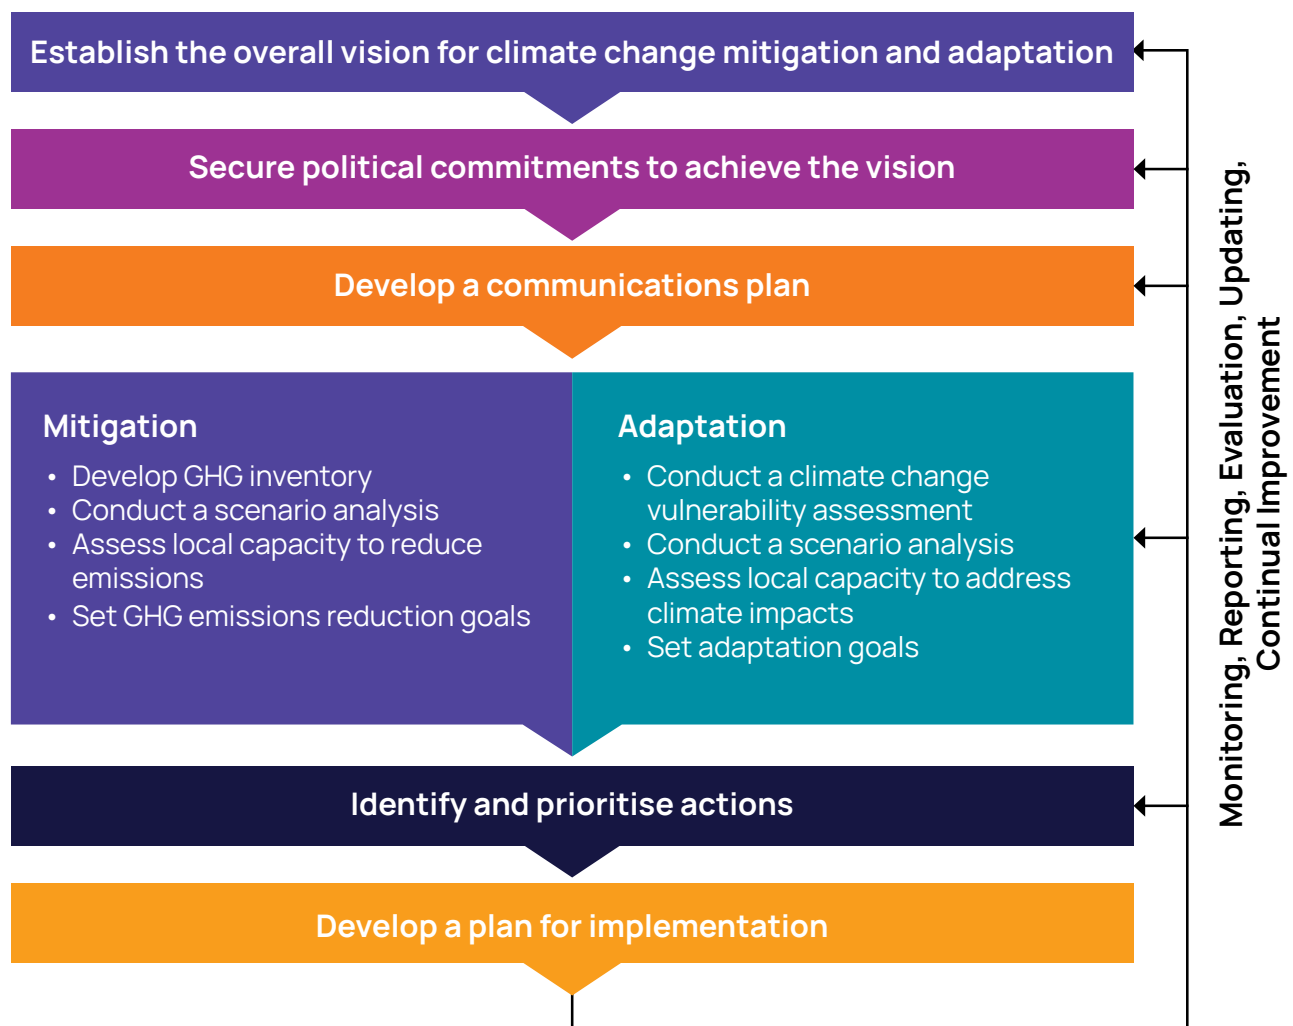 Establish the overall vision for climate change mitigation and adaptation
Secure political commitments to achieve the vision
Develop a communications plan
Mitigation
• Develop GHG inventory
• Conduct a scenario analysis
• Assess local capacity to reduce
emissions
• Set GHG emissions reduction goals
Adaptation
• Conduct a climate change
vulnerability assessment
• Conduct a scenario analysis
• Assess local capacity to address
climate impacts
• Set adaptation goals
Identify and prioritise actions
Develop a plan for implementation
Monitoring, Reporting, Evaluation, Updating,
Continual Improvement